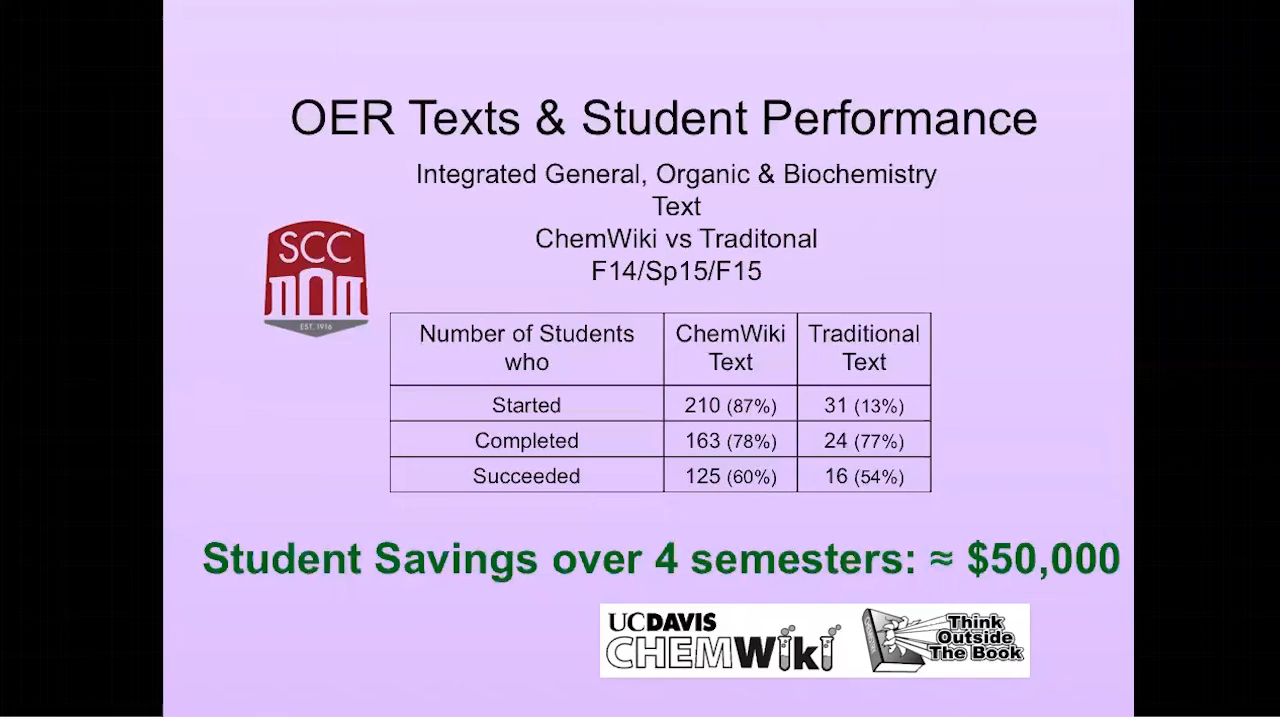 OER Texts & Student Performance
Integrated General, Organic & Biochemistry
Text
ChemWiki vs Traditonal
F14/Sp15/F15
SCC
EST. 1916
Number of Students who ChemWiki Text Traditional Text
Started 210 (87%) 31 (13%)
Completed 163 (78%) 24 (77%)
Succeeded 125 (60%) 16 (54%)
Student Savings over 4 semesters: ≈ $50,000
UCDAVIS
CHEMWiki
Think
Outside
The Book